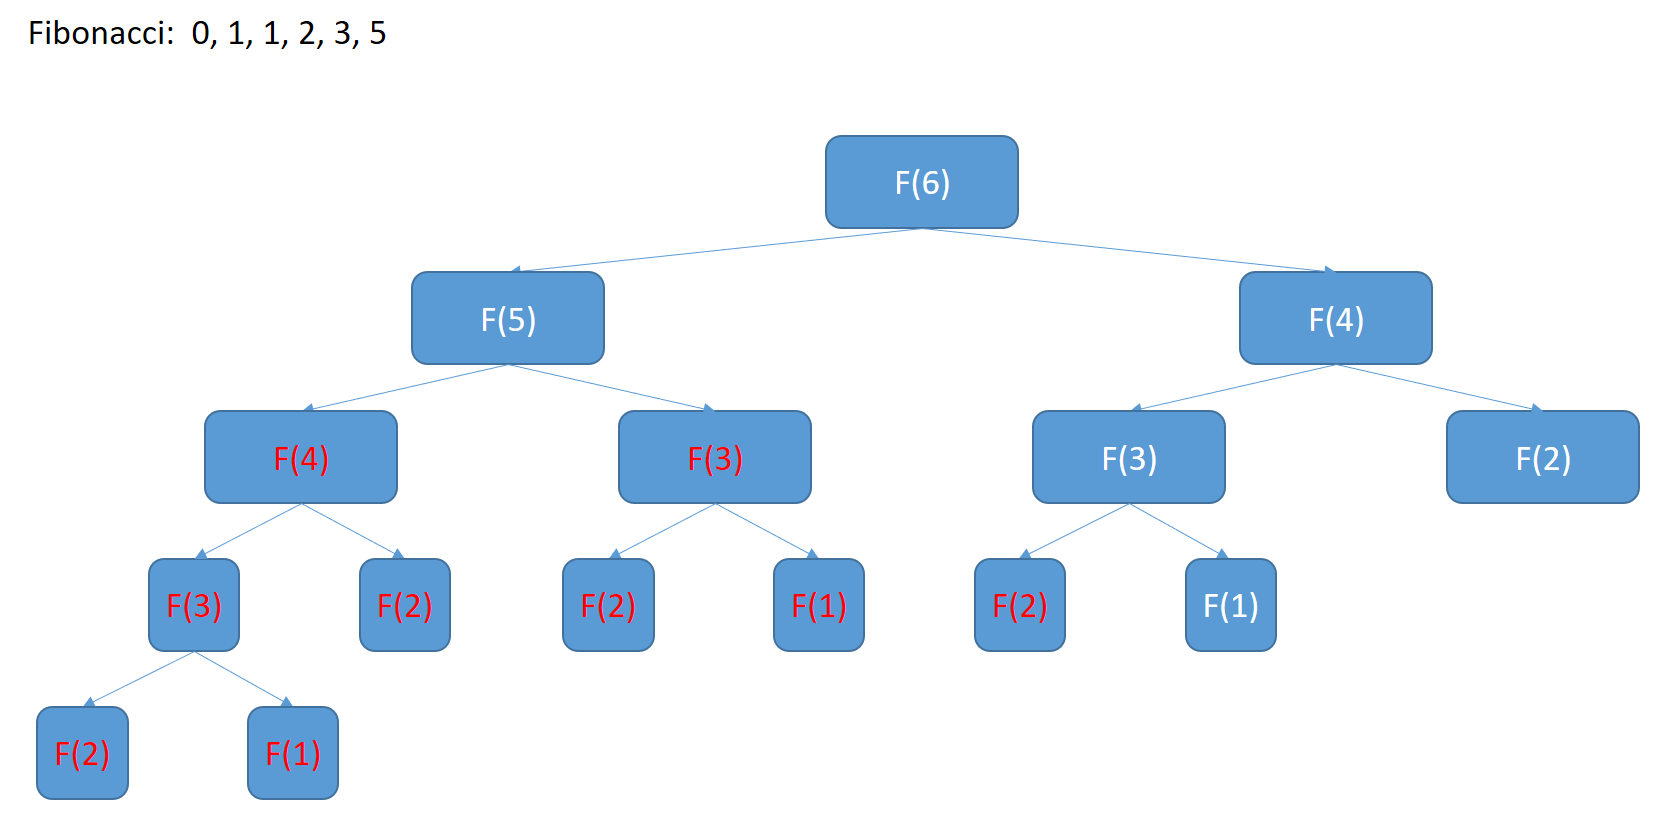 Fibonacci: 0, 1, 1, 2, 3, 5
F(6)
F(5)
F(4)
F(4)
F(3)
F(3)
F(2)
F(3)
F(2)
F(2)
F(1)
F(2)
F(1)
F(2)
F(1)